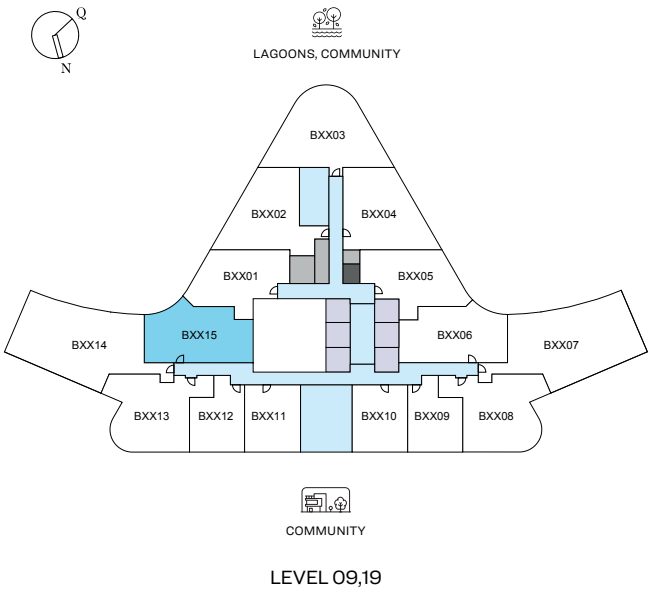 Q
N
LAGOONS, COMMUNITY
BXX03
BXX02
BXX04
BXX01
BXX05
BXX14
BXX15
BXX06
BXX07
BXX13
BXX12
BXX11
BXX10
BXX09
BXX08
COMMUNITY
LEVEL 09,19